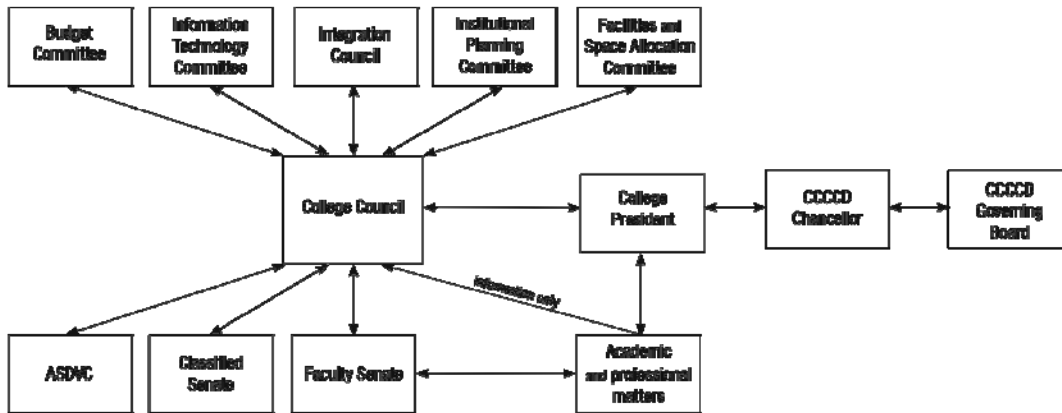 Budget
Committee
Information
Technology
Committee
Integration
Council
Institutional
Planning
Committee
Facilities and
Space Allocation
Committee
College Council
College
President
CCCCD
Chancellor
CCCCD
Governing
Board
information only
ASDVC
Classified
Senate
Faculty Senate
Academic
and professional
matters